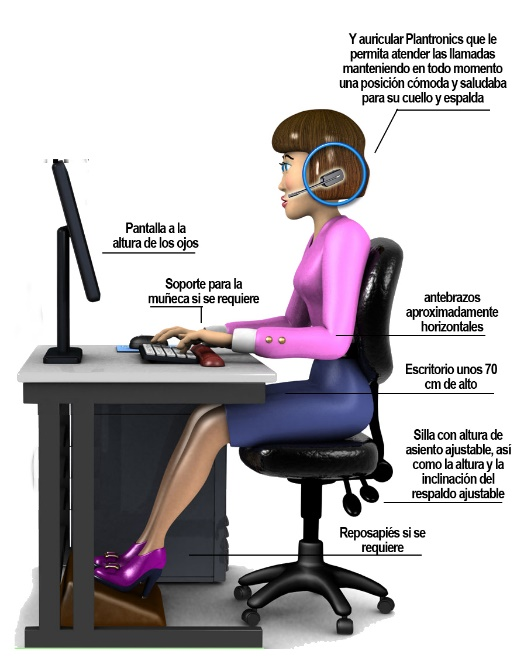 Y auricular Plantronics que le
permita atender las llamadas
manteniendo en todo momento
una posición cómoda y saludaba
para su cuello y espalda
Pantalla a la
altura de los ojos
Soporte para la
muñeca si se requiere
antebrazos
aproximadamente
horizontales
Escritorio unos 70
cm de alto
Silla con altura de
asiento ajustable, así
como la altura y la
inclinación del
respaldo ajustable
Reposapiés si se
requiere